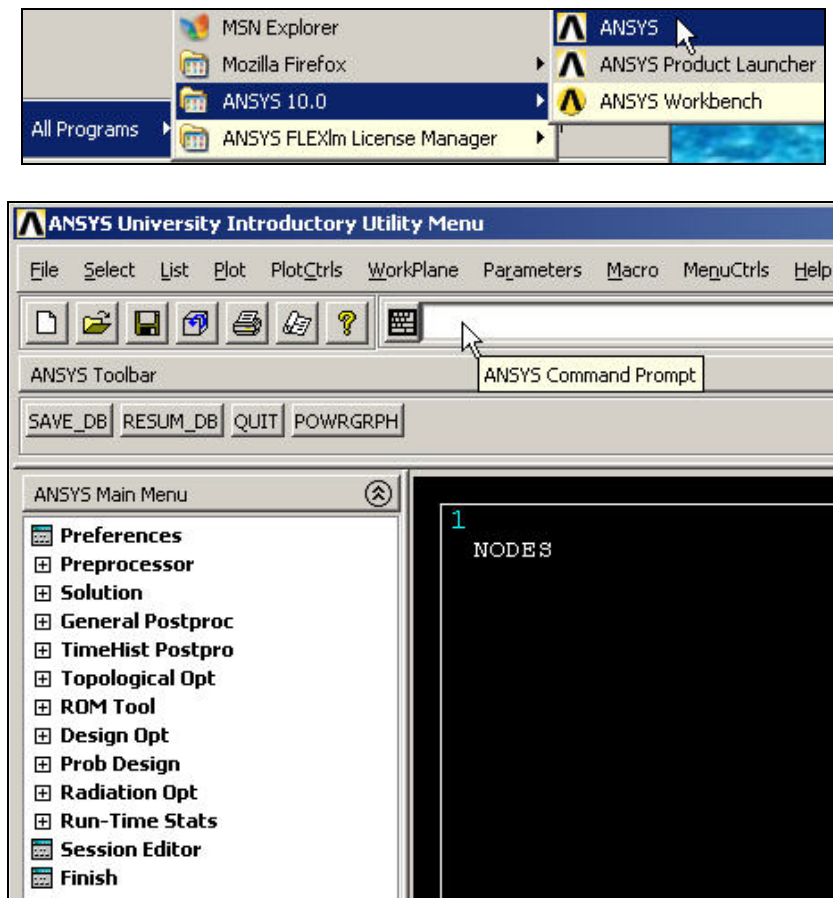 MSN Explorer
ANSYS
Mozilla Firefox
ANSYS Product Launcher
ANSYS 10.0
ANSYS Workbench
All Programs
ANSYS FLEXlm License Manager
ANSYS University Introductory Utility Menu
File Select List Plot PlotCtrls WorkPlane Parameters Macro MenuCtrls Help
ANSYS Toolbar
ANSYS Command Prompt
SAVE_DB RESUM_DB QUIT POWRGRPH
ANSYS Main Menu
1
NODES
Preferences
Preprocessor
Solution
General Postproc
TimeHist Postpro
Topological Opt
ROM Tool
Design Opt
Prob Design
Radiation Opt
Run-Time Stats
Session Editor
Finish